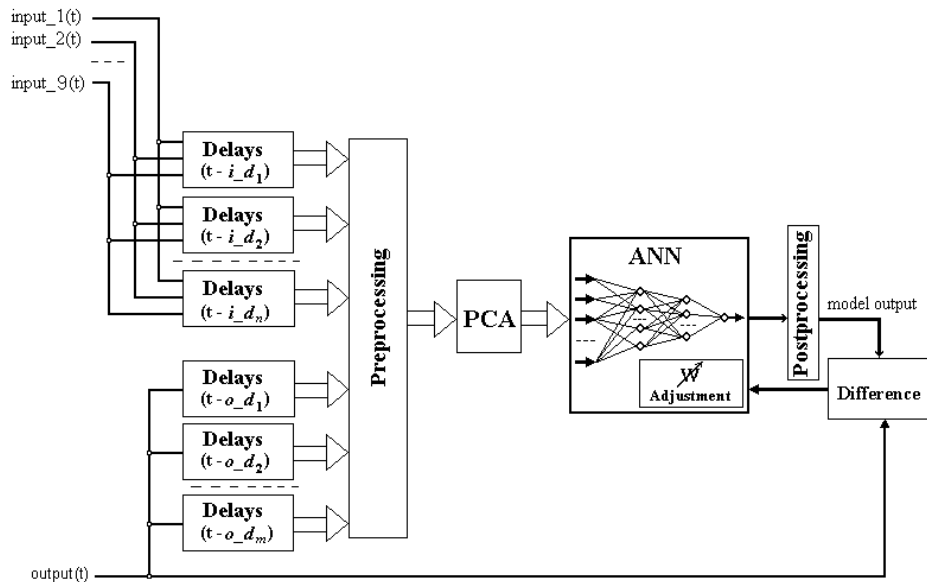 input_1(t)
input_2(t)
input_9(t)
Delays
(t - i_d1)
Delays
(t - i_d2)
Delays
(t - i_dn)
Delays
(t - o_d1)
Delays
(t - o_d2)
Delays
(t - o_dm)
output(t)
Preprocessing
PCA
ANN
W
Adjustment
Postprocessing
model output
Difference